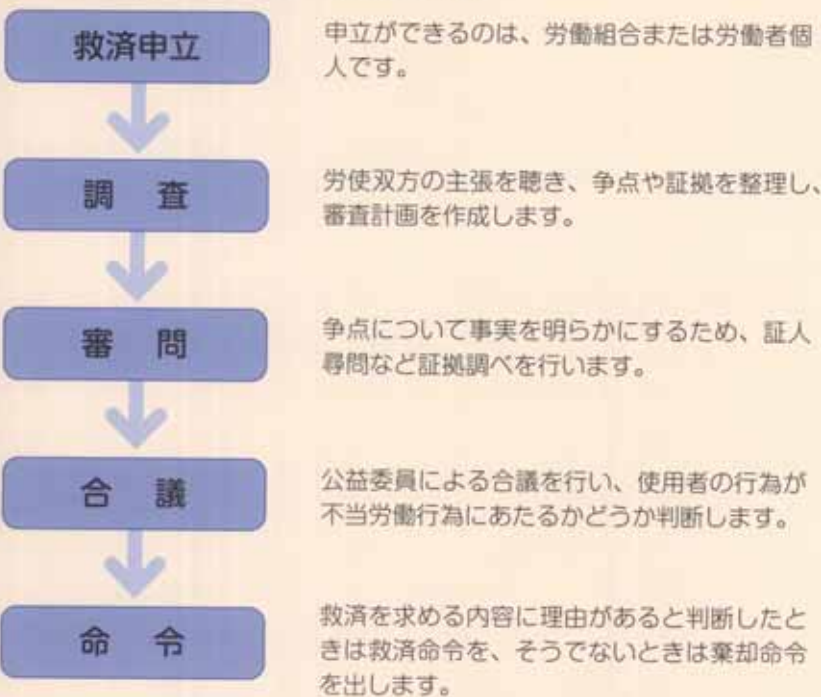 救済申立
申立ができるのは、労働組合または労働者個
人です。
調 査
労使双方の主張を聴き、争点や証拠を整理し、
審査計画を作成します。
審 問
争点について事実を明らかにするため、証人
尋問など証拠調べを行います。
合 議
公益委員による合議を行い、使用者の行為が
不当労働行為にあたるかどうか判断します。
命 令
救済を求める内容に理由があると判断したと
きは救済命令を、そうでないときは棄却命令
を出します。